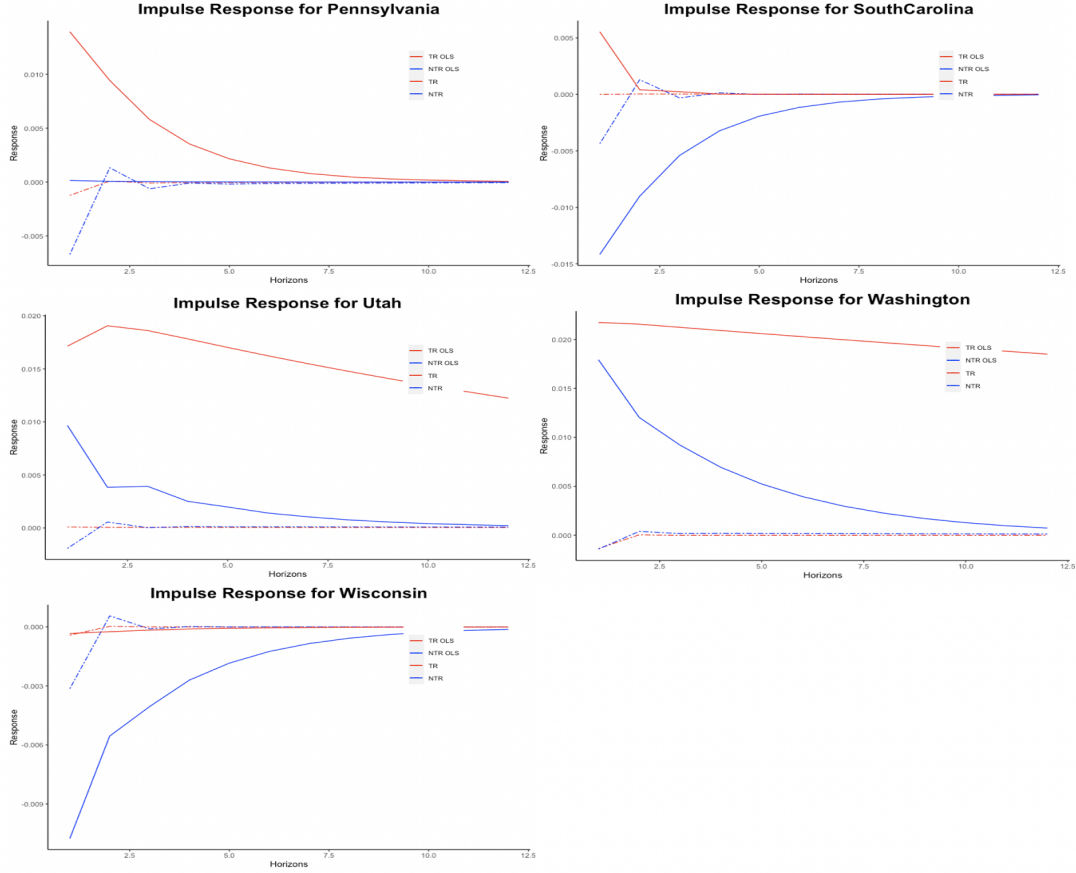 Impulse Response for Pennsylvania
Response
0.010
0.005
0.000
-0.005
TR OLS
NTR OLS
TR
NTR
2.5 5.0 7.5 10.0 12.5
Horizons
Impulse Response for SouthCarolina
Response
0.005
0.000
-0.005
-0.010
-0.015
TR OLS
NTR OLS
TR
NTR
2.5 5.0 7.5 10.0 12.5
Horizons
Impulse Response for Utah
Response
0.020
0.015
0.010
0.005
0.000
TR OLS
NTR OLS
TR
NTR
2.5 5.0 7.5 10.0 12.5
Horizons
Impulse Response for Washington
Response
0.020
0.015
0.010
0.005
0.000
TR OLS
NTR OLS
TR
NTR
2.5 5.0 7.5 10.0 12.5
Horizons
Impulse Response for Wisconsin
Response
0.000
-0.003
-0.006
-0.009
TR OLS
NTR OLS
TR
NTR
2.5 5.0 7.5 10.0 12.5
Horizons